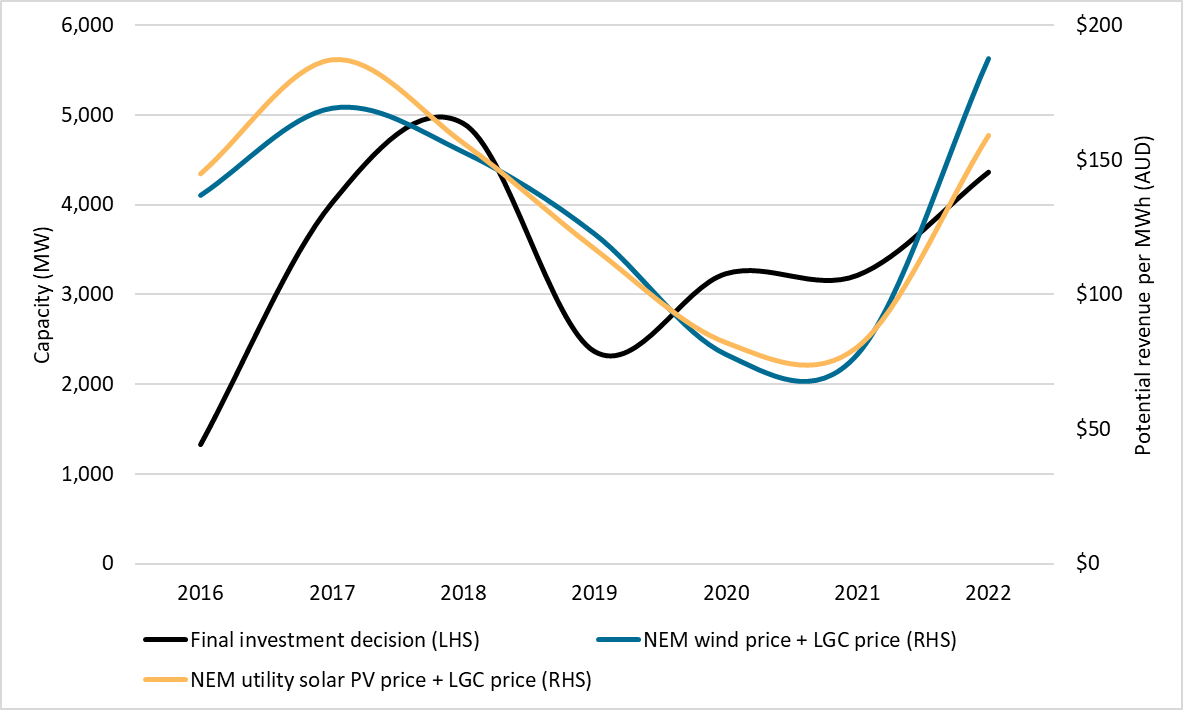 6,000
5,000
4,000
3,000
2,000
1,000
0
Capacity (MW)
$200
$150
$100
$50
$0
Potential revenue per MWh (AUD)
2016 2017 2018 2019 2020 2021 2022
Final investment decision (LHS) NEM wind price + LGC price (RHS)
NEM utility solar PV price + LGC price (RHS)